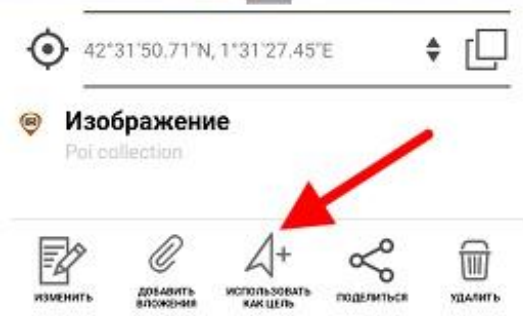 42°31'50.71"N, 1°31'27.45"E
Изображение
Poi collection
ИЗМЕНИТЬ
ДОБАВИТЬ
ВЛОЖЕНИЯ
ИСПОЛЬЗОВАТЬ
КАК ЦЕЛЬ
ПОДЕЛИТЬСЯ
УДАЛИТЬ